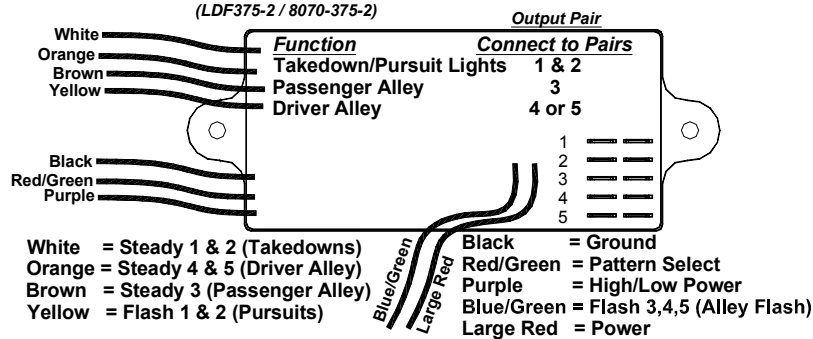 (LDF375-2 / 8070-375-2)
Output Pair
White
Orange
Brown
Yellow
Function Connect to Pairs
Takedown/Pursuit Lights 1 & 2
Passenger Alley 3
Driver Alley 4 or 5
1
2
3
4
5
Black
Red/Green
Purple
Blue/Green
Large Red
White = Steady 1 & 2 (Takedowns)
Orange = Steady 4 & 5 (Driver Alley)
Brown = Steady 3 (Passenger Alley)
Yellow = Flash 1 & 2 (Pursuits)
Black = Ground
Red/Green = Pattern Select
Purple = High/Low Power
Blue/Green = Flash 3,4,5 (Alley Flash)
Large Red = Power